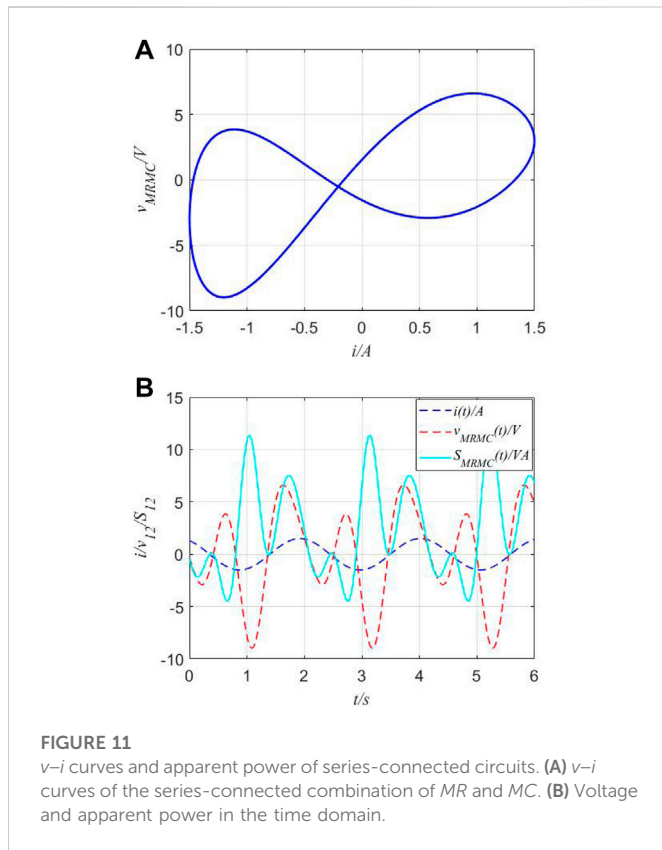 A
10
5
0
-5
-10
v_MRMC/V
-1.5 -1 -0.5 0 0.5 1 1.5
i/A
B
15
10
5
0
-5
-10
i/v_12/S_12
i(t)/A
v_MRMC(t)/V
S_MRMC(t)/VA
0 1 2 3 4 5 6
t/s
FIGURE 11
v–i curves and apparent power of series-connected circuits. (A) v–i
curves of the series-connected combination of MR and MC. (B) Voltage
and apparent power in the time domain.